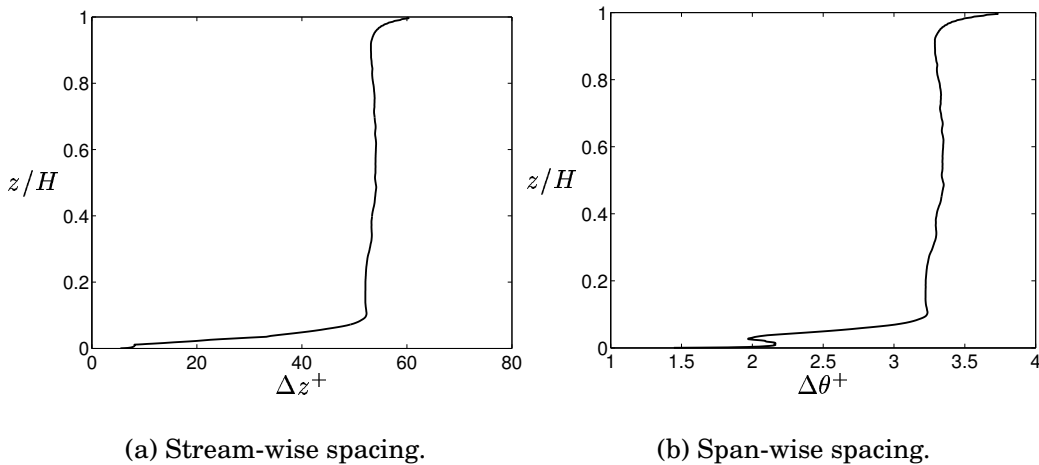 1
0.8
0.6
0.4
0.2
0
z/H
0 20 40 60 80
Δz⁺
(a) Stream-wise spacing.
1
0.8
0.6
0.4
0.2
0
z/H
1 1.5 2 2.5 3 3.5 4
Δθ⁺
(b) Span-wise spacing.